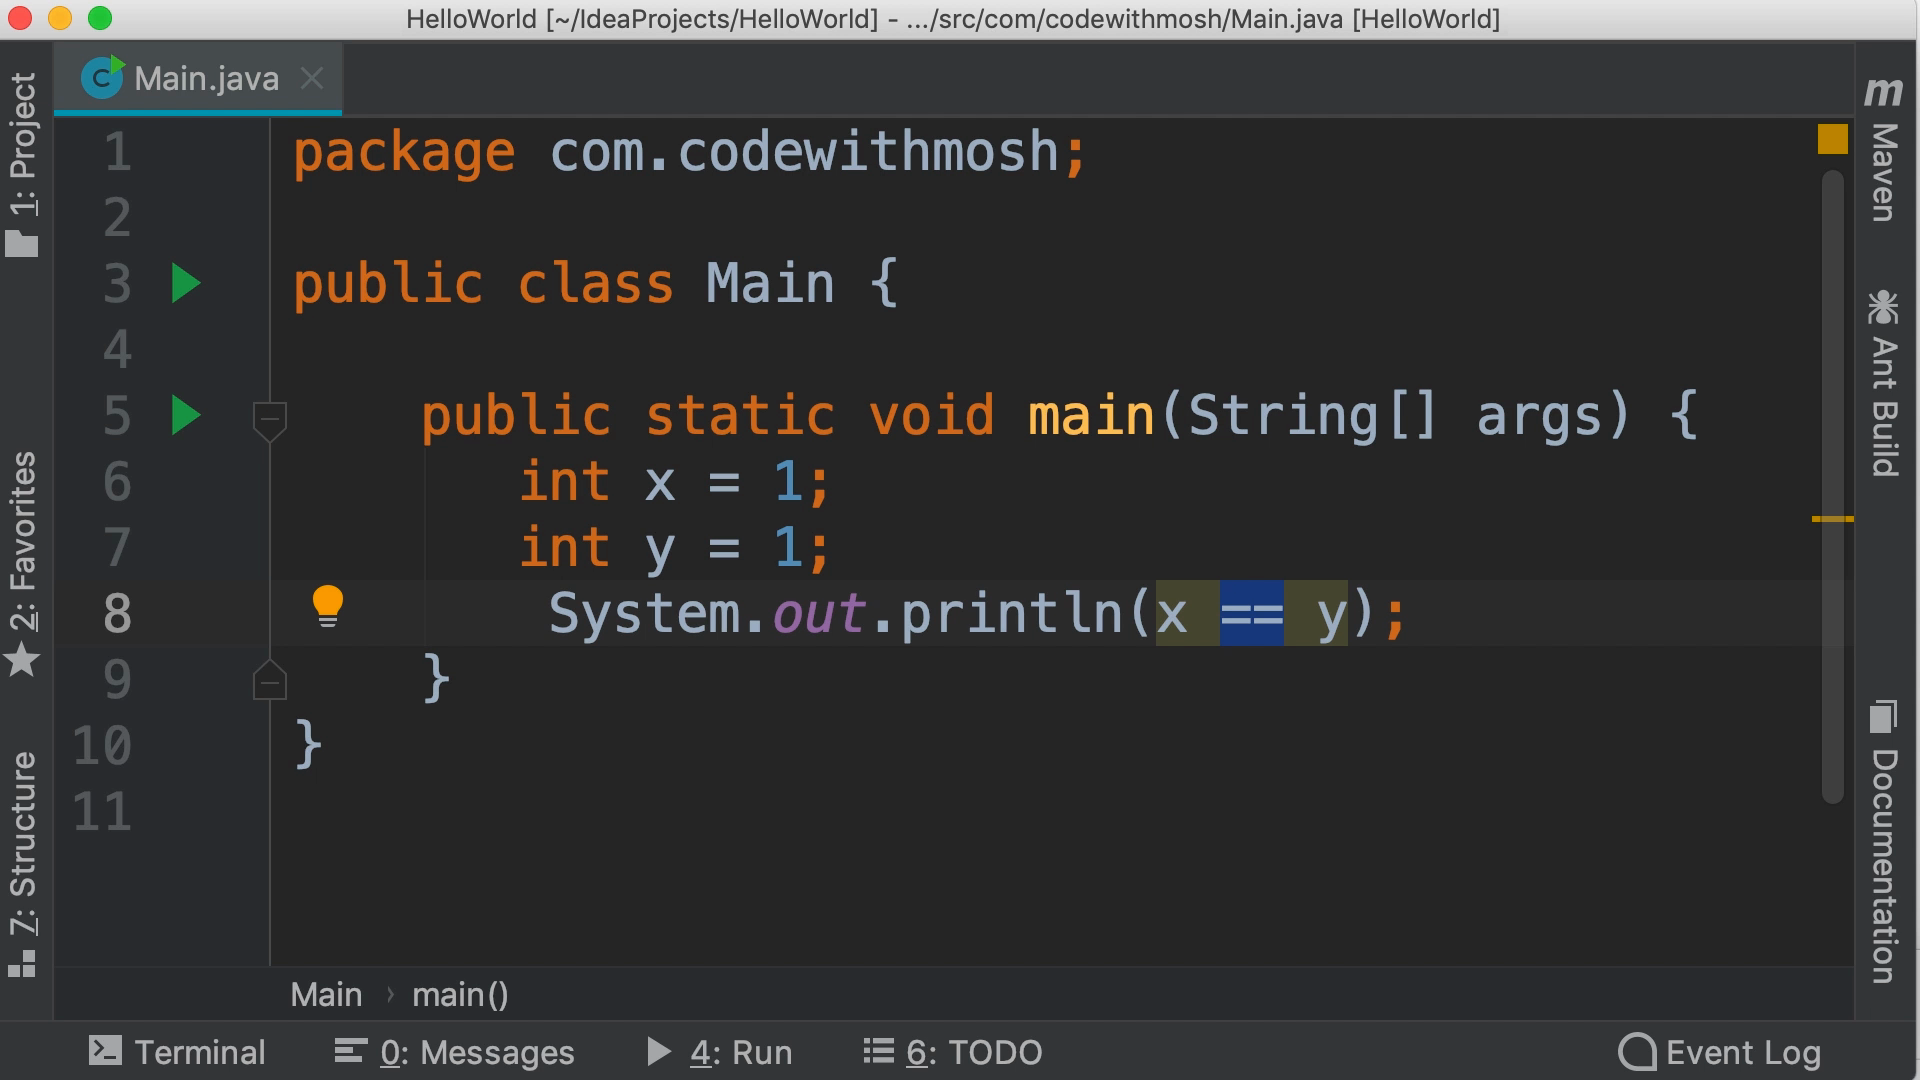 HelloWorld [~/IdeaProjects/HelloWorld] - .../src/com/codewithmosh/Main.java [HelloWorld]
Main.java
1: Project
2: Favorites
7: Structure
1 package com.codewithmosh;
2
3 public class Main {
4
5     public static void main(String[] args) {
6        int x = 1;
7        int y = 1;
8         System.out.println(x == y);
9     }
10 }
11
m Maven
Ant Build
Documentation
Main › main()
Terminal
0: Messages
4: Run
6: TODO
Event Log